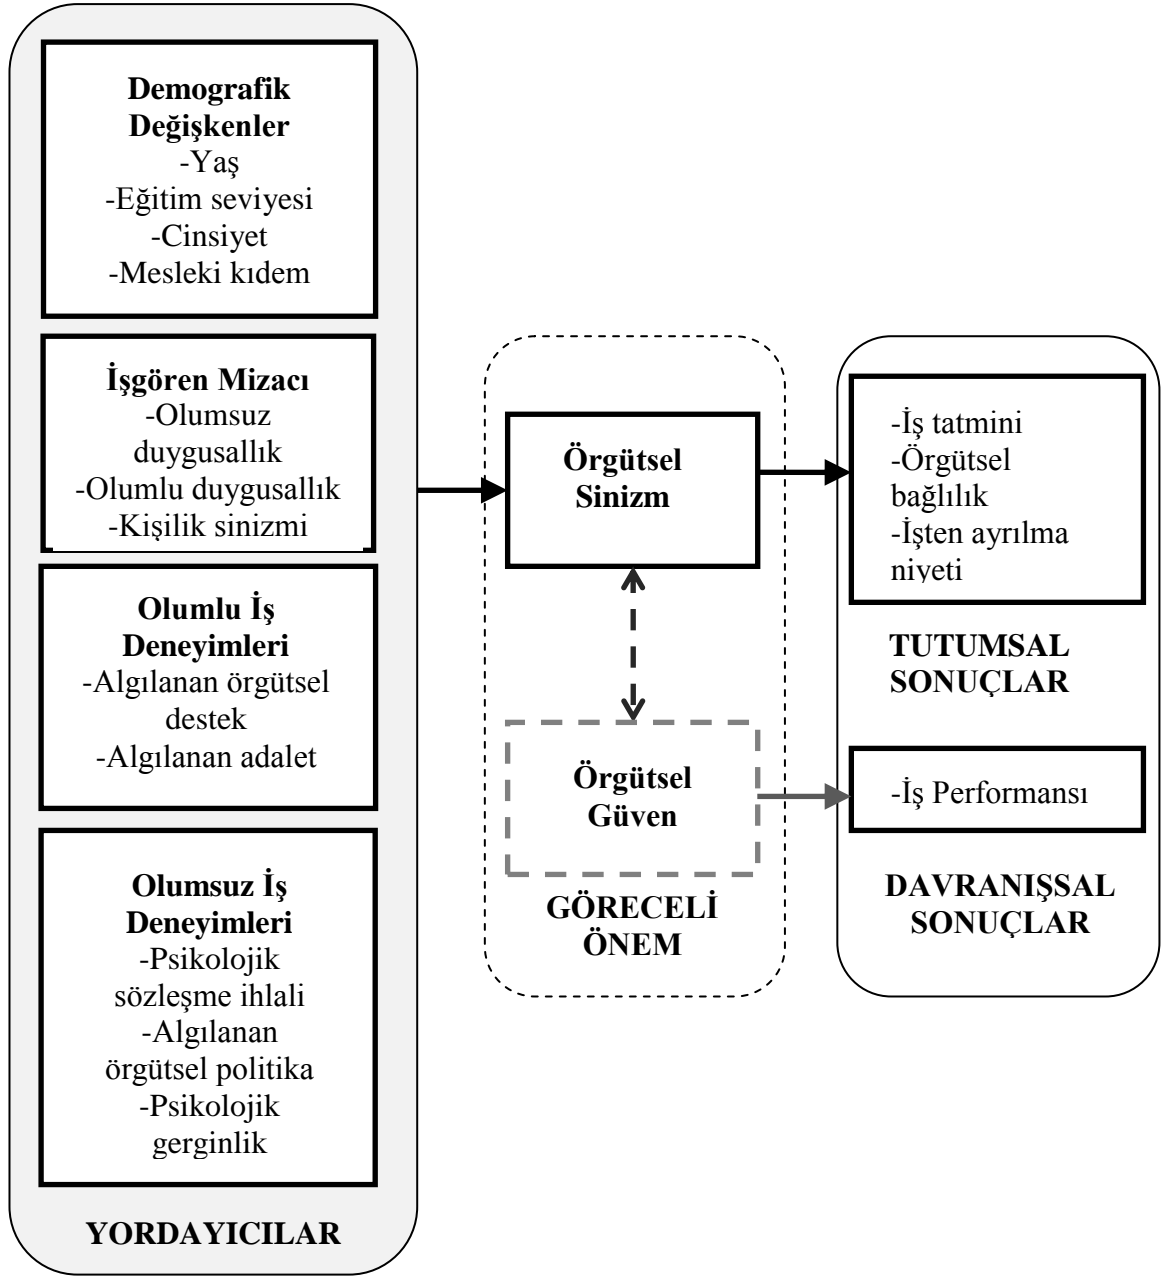 Demografik
Değişkenler
-Yaş
-Eğitim seviyesi
-Cinsiyet
-Mesleki kıdem
İşgören Mizacı
-Olumsuz
duygusallık
-Olumlu duygusallık
-Kişilik sinizmi
Olumlu İş
Deneyimleri
-Algılanan örgütsel
destek
-Algılanan adalet
Olumsuz İş
Deneyimleri
-Psikolojik
sözleşme ihlali
-Algılanan
örgütsel politika
-Psikolojik
gerginlik
YORDAYICILAR
Örgütsel
Sinizm
Örgütsel
Güven
GÖRECELİ
ÖNEM
-İş tatmini
-Örgütsel
bağlılık
-İşten ayrılma
niyeti
TUTUMSAL
SONUÇLAR
-İş Performansı
DAVRANIŞSAL
SONUÇLAR